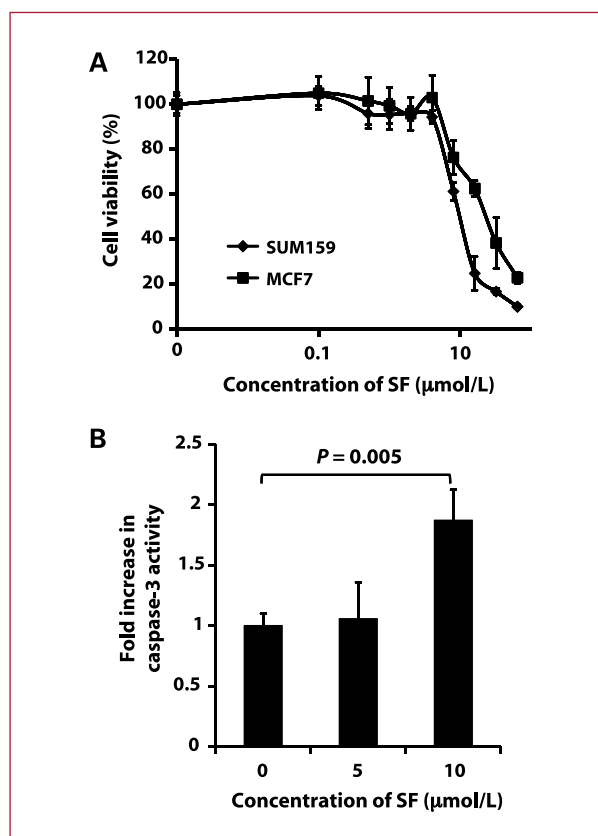 A
120
100
80
60
40
20
0
Cell viability (%)
SUM159
MCF7
0
0.1
10
Concentration of SF (μmol/L)
B
2.5
2
1.5
1
0.5
0
Fold increase in
caspase-3 activity
P = 0.005
0
5
10
Concentration of SF (μmol/L)